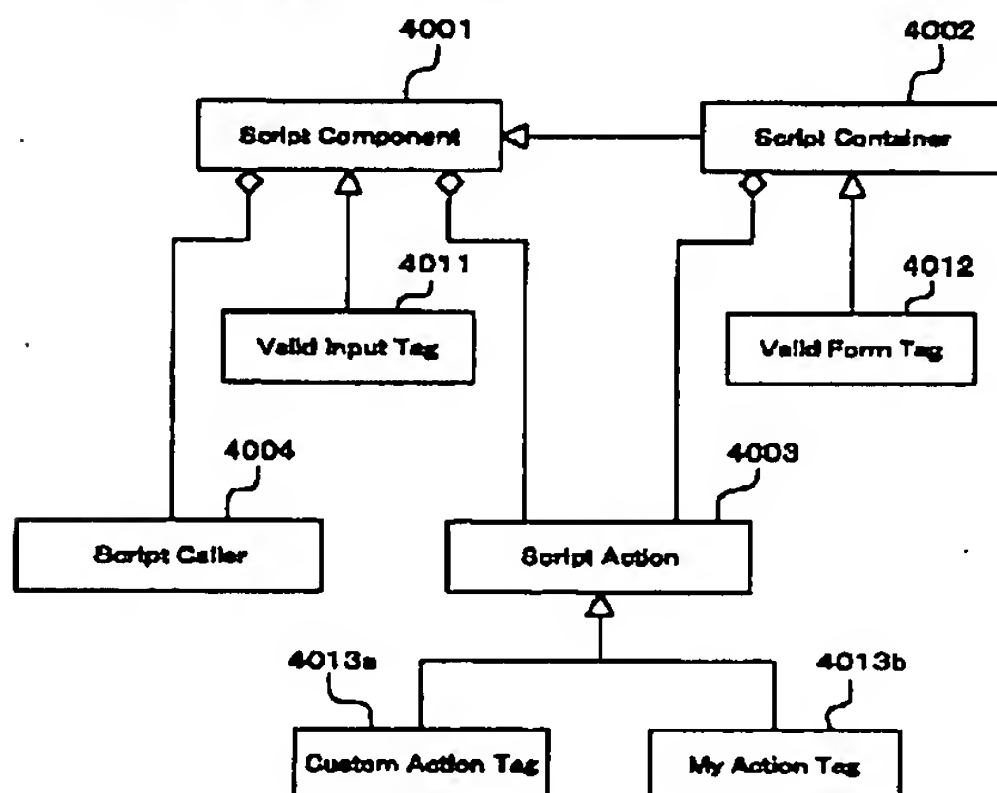 4001
4002
Script Component
Script Container
4011
4012
Valid Input Tag
Valid Form Tag
4004
4003
Script Caller
Script Action
4013a
4013b
Custom Action Tag
My Action Tag